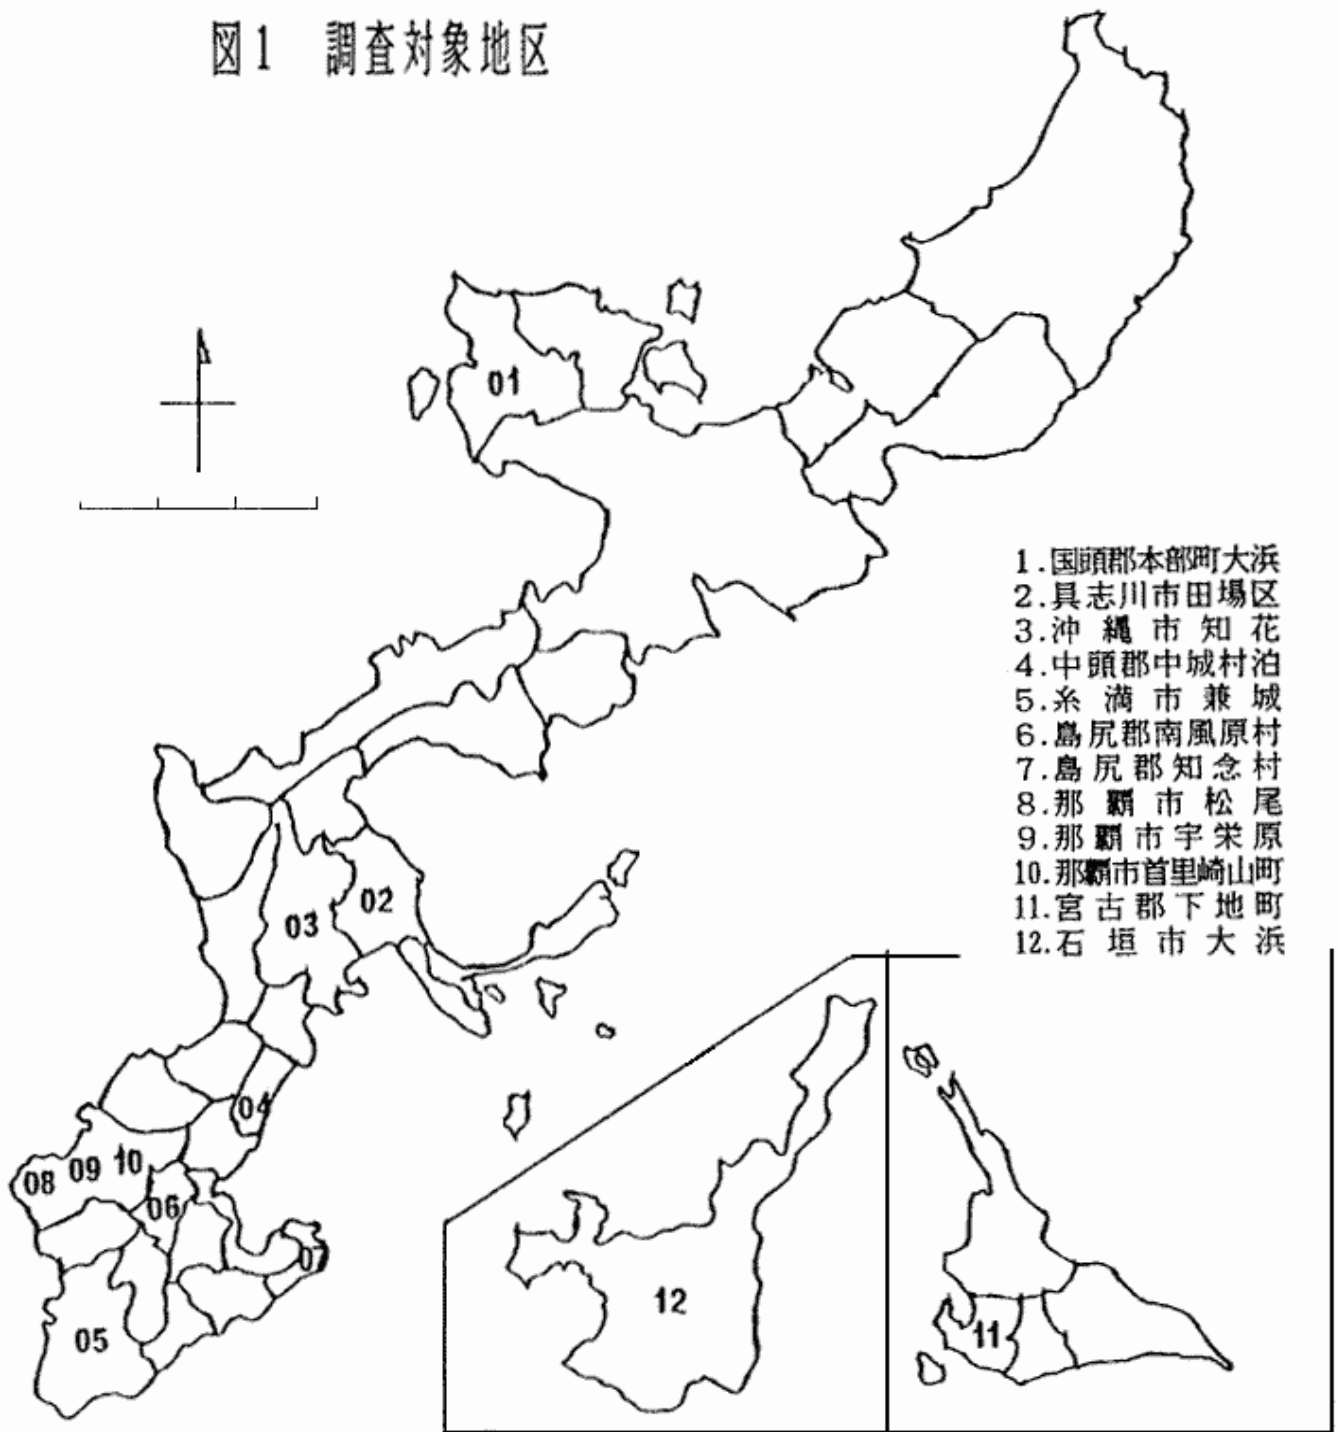 図1 調査対象地区
01
1.国頭郡本部町大浜
2.具志川市田場区
3.沖縄市知花
4.中頭郡中城村泊
5.糸満市兼城
6.島尻郡南風原村
7.島尻郡知念村
8.那覇市松尾
9.那覇市宇栄原
10.那覇市首里崎山町
11.宮古郡下地町
12.石垣市大浜
02
03
04
08 09 10
06
07
05
12
11